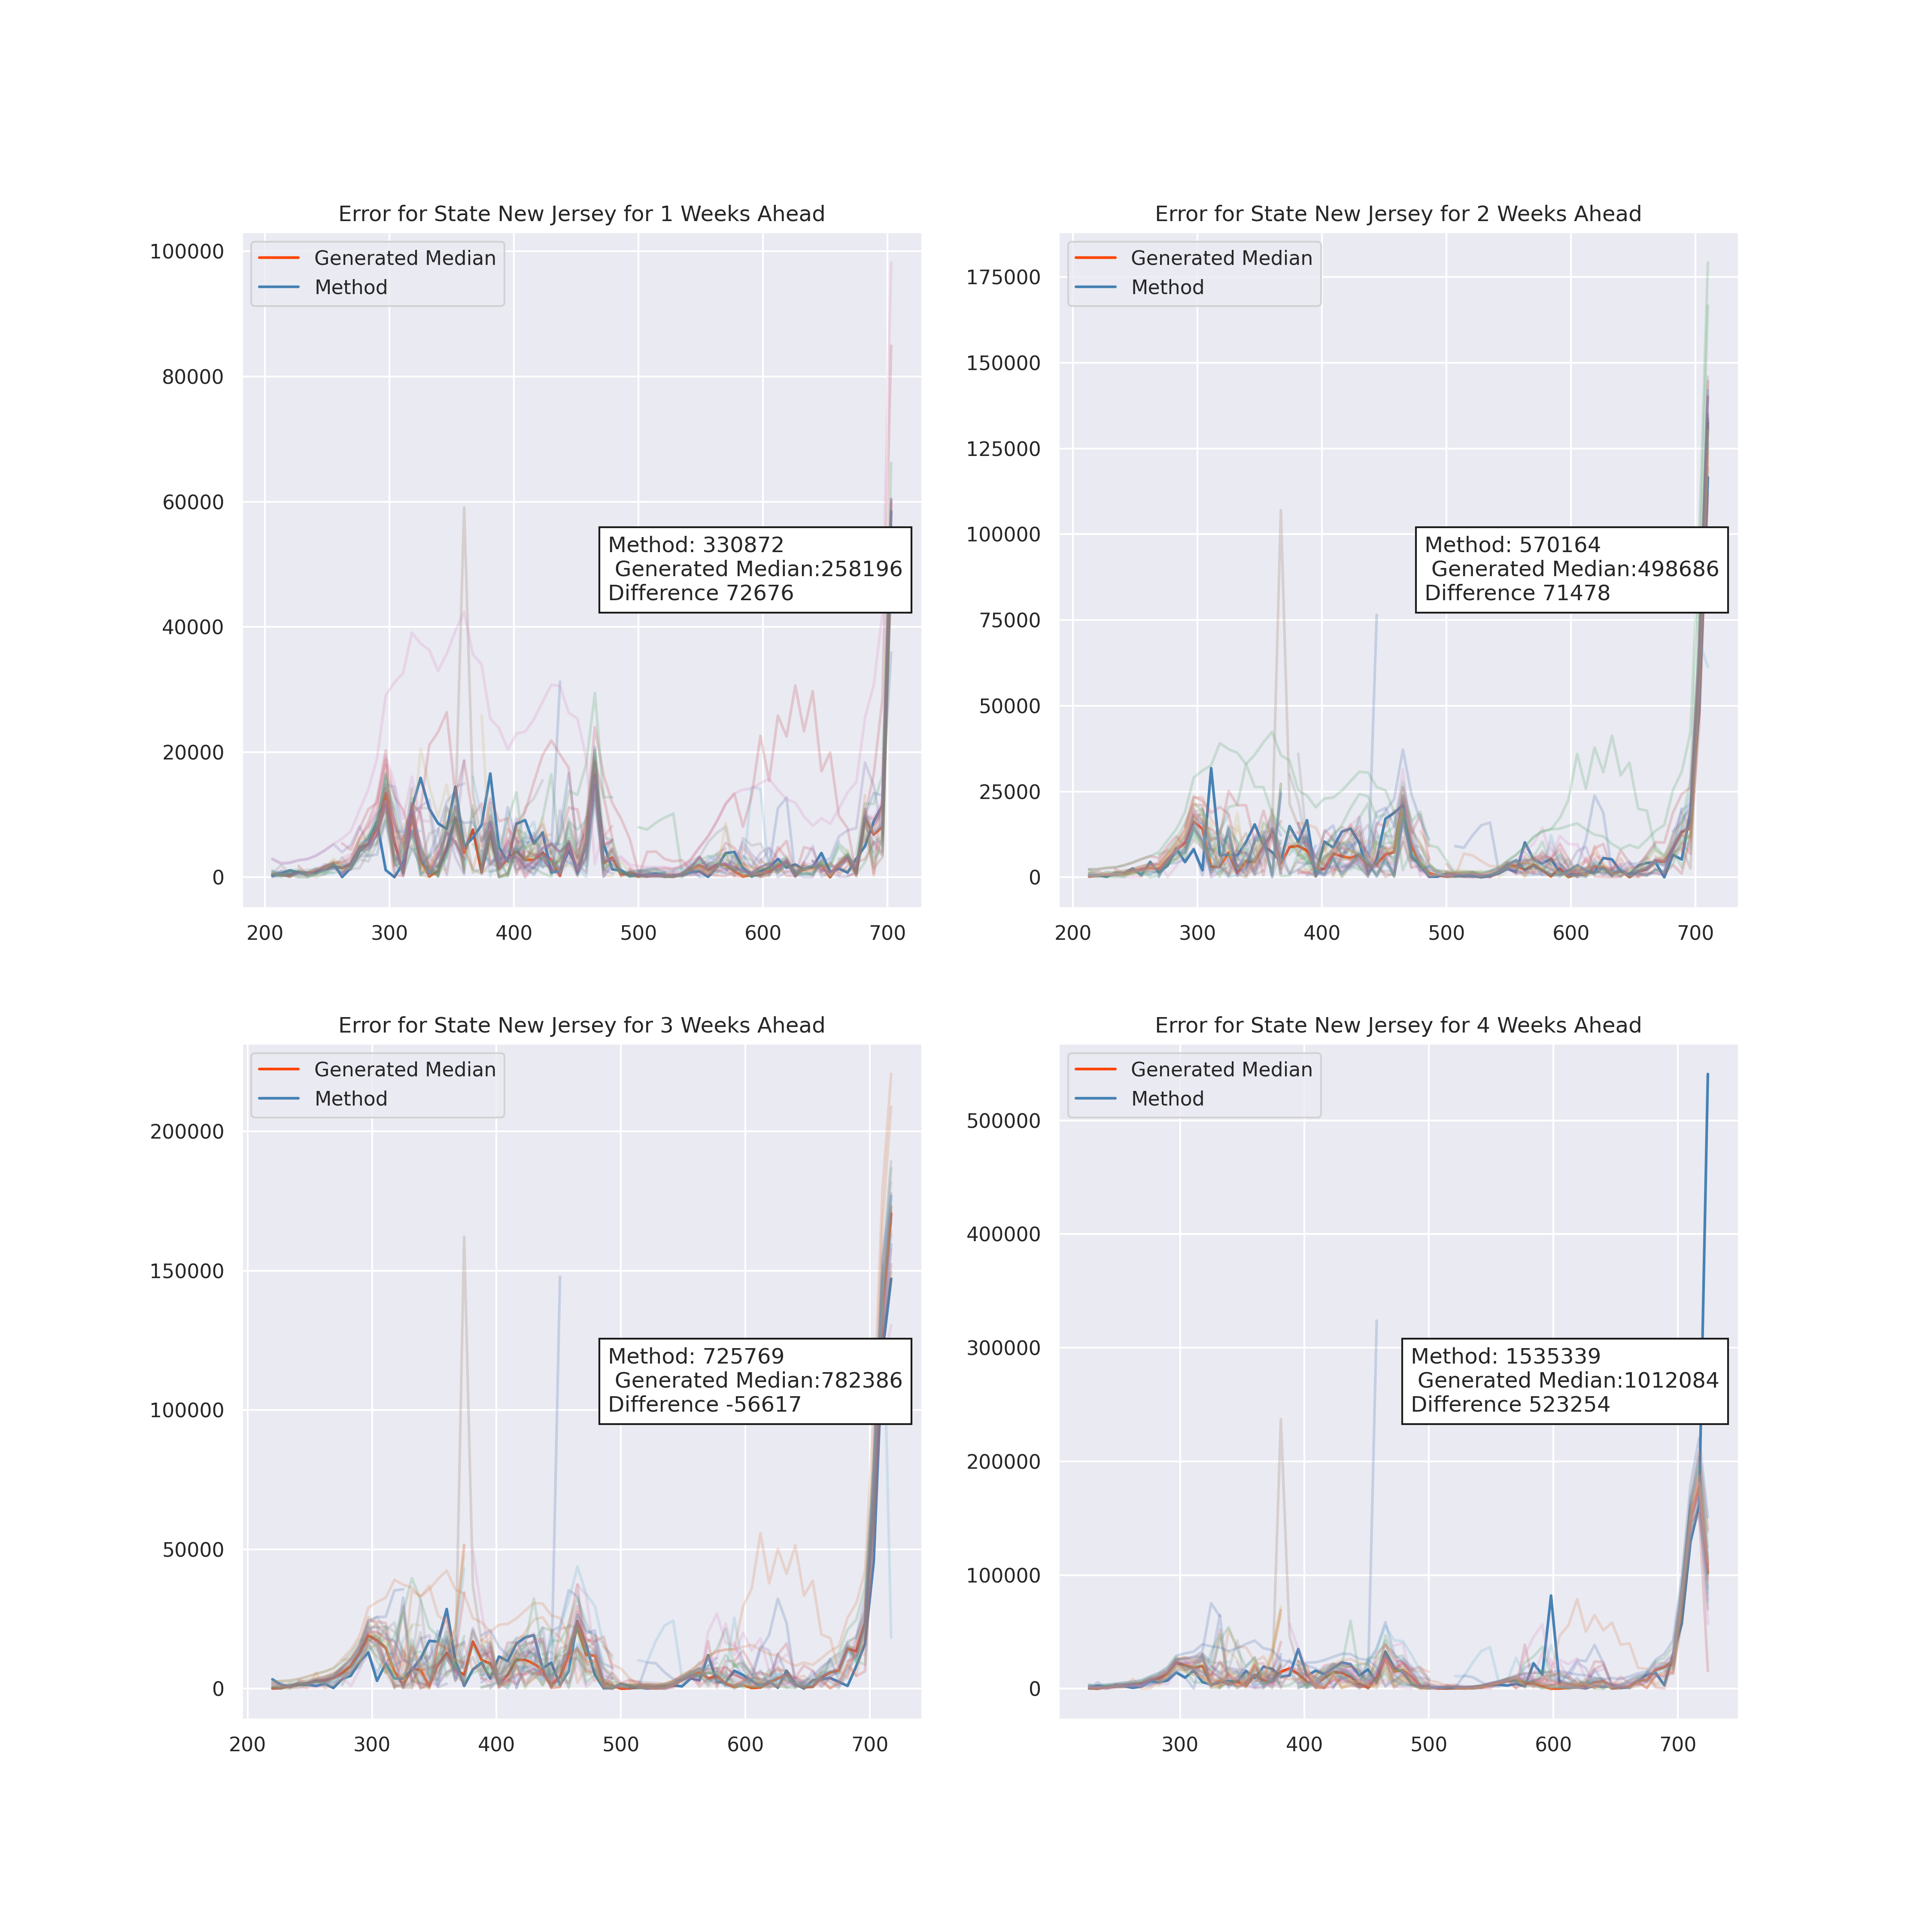 Error for State New Jersey for 1 Weeks Ahead
Generated Median
Method
100000
80000
60000
40000
20000
0
Method: 330872
Generated Median:258196
Difference 72676
200 300 400 500 600 700
Error for State New Jersey for 2 Weeks Ahead
Generated Median
Method
175000
150000
125000
100000
75000
50000
25000
0
Method: 570164
Generated Median:498686
Difference 71478
200 300 400 500 600 700
Error for State New Jersey for 3 Weeks Ahead
Generated Median
Method
200000
150000
100000
50000
0
Method: 725769
Generated Median:782386
Difference -56617
200 300 400 500 600 700
Error for State New Jersey for 4 Weeks Ahead
Generated Median
Method
500000
400000
300000
200000
100000
0
Method: 1535339
Generated Median:1012084
Difference 523254
300 400 500 600 700